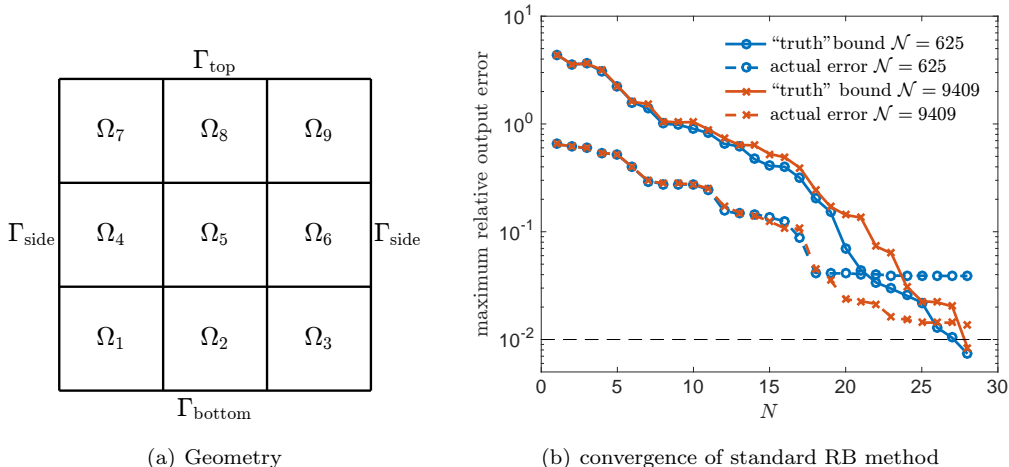 Γtop
Ω7 Ω8 Ω9
Γside Ω4 Ω5 Ω6 Γside
Ω1 Ω2 Ω3
Γbottom
(a) Geometry
maximum relative output error
10^1
10^0
10^-1
10^-2
"truth"bound 𝒩 = 625
actual error 𝒩 = 625
"truth" bound 𝒩 = 9409
actual error 𝒩 = 9409
0 5 10 15 20 25 30
N
(b) convergence of standard RB method